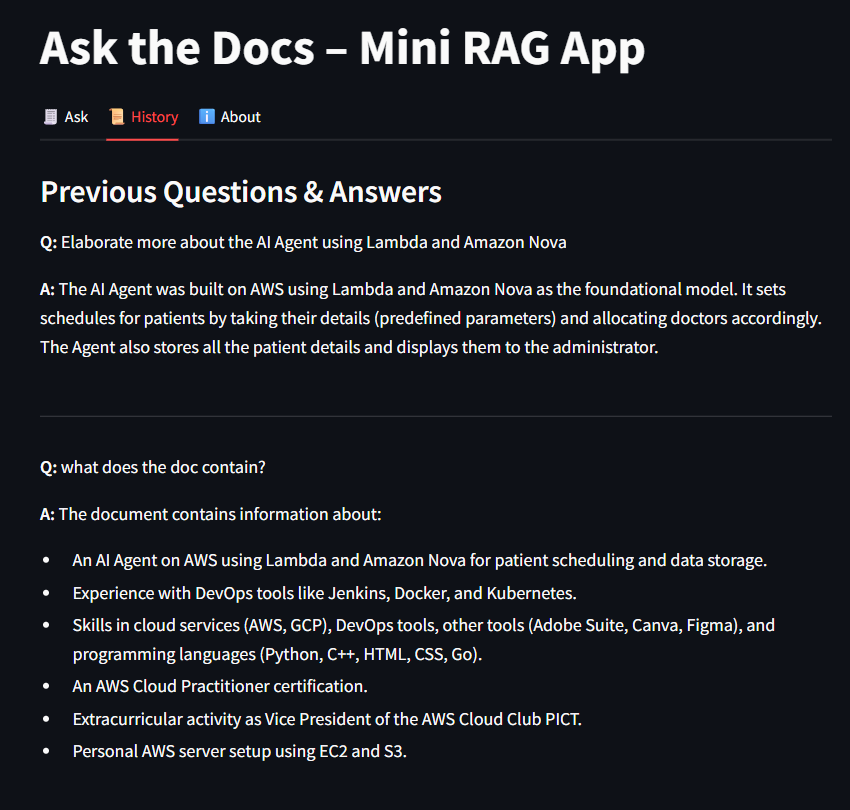 Ask the Docs – Mini RAG App
Ask
History
About
Previous Questions & Answers
Q: Elaborate more about the AI Agent using Lambda and Amazon Nova
A: The AI Agent was built on AWS using Lambda and Amazon Nova as the foundational model. It sets
schedules for patients by taking their details (predefined parameters) and allocating doctors accordingly.
The Agent also stores all the patient details and displays them to the administrator.
Q: what does the doc contain?
A: The document contains information about:
• An AI Agent on AWS using Lambda and Amazon Nova for patient scheduling and data storage.
• Experience with DevOps tools like Jenkins, Docker, and Kubernetes.
• Skills in cloud services (AWS, GCP), DevOps tools, other tools (Adobe Suite, Canva, Figma), and
programming languages (Python, C++, HTML, CSS, Go).
• An AWS Cloud Practitioner certification.
• Extracurricular activity as Vice President of the AWS Cloud Club PICT.
• Personal AWS server setup using EC2 and S3.